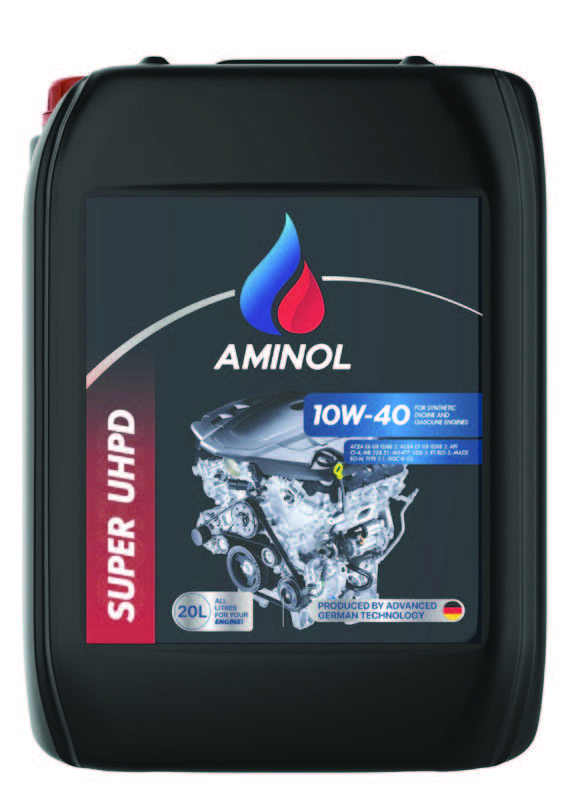 AMINOL
10W-40
FOR SYNTHETIC
ENGINE AND
GASOLINE ENGINES
SUPER UHPD
20L
ALL
LITRES
FOR YOUR
ENGINE!
PRODUCED BY ADVANCED
GERMAN TECHNOLOGY